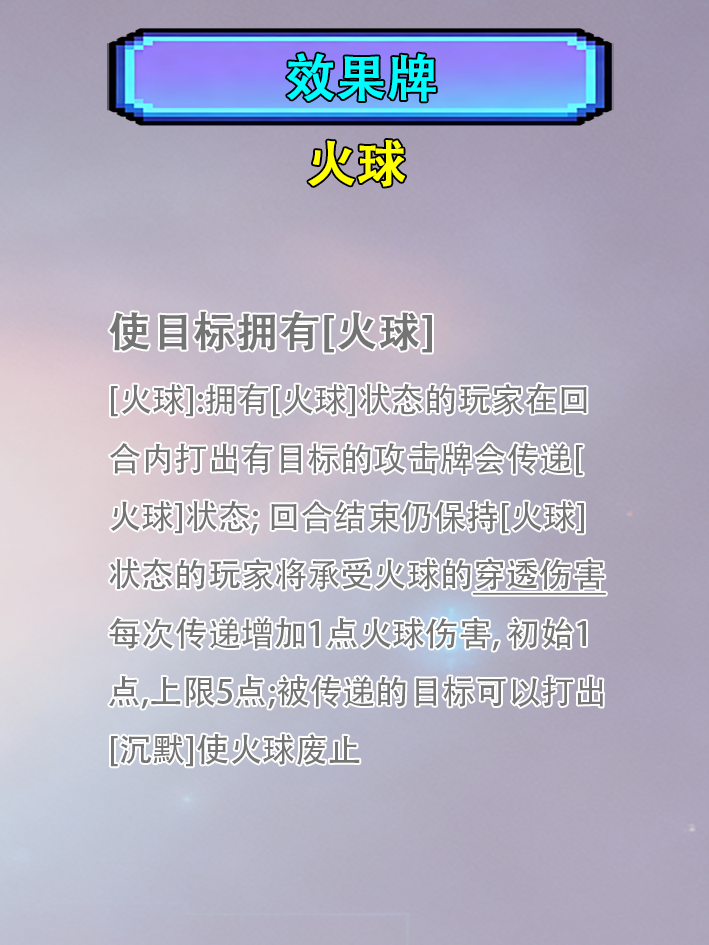 效果牌
火球
使目标拥有[火球]
[火球]:拥有[火球]状态的玩家在回
合内打出有目标的攻击牌会传递[
火球]状态; 回合结束仍保持[火球]
状态的玩家将承受火球的穿透伤害
每次传递增加1点火球伤害, 初始1
点,上限5点;被传递的目标可以打出
[沉默]使火球废止